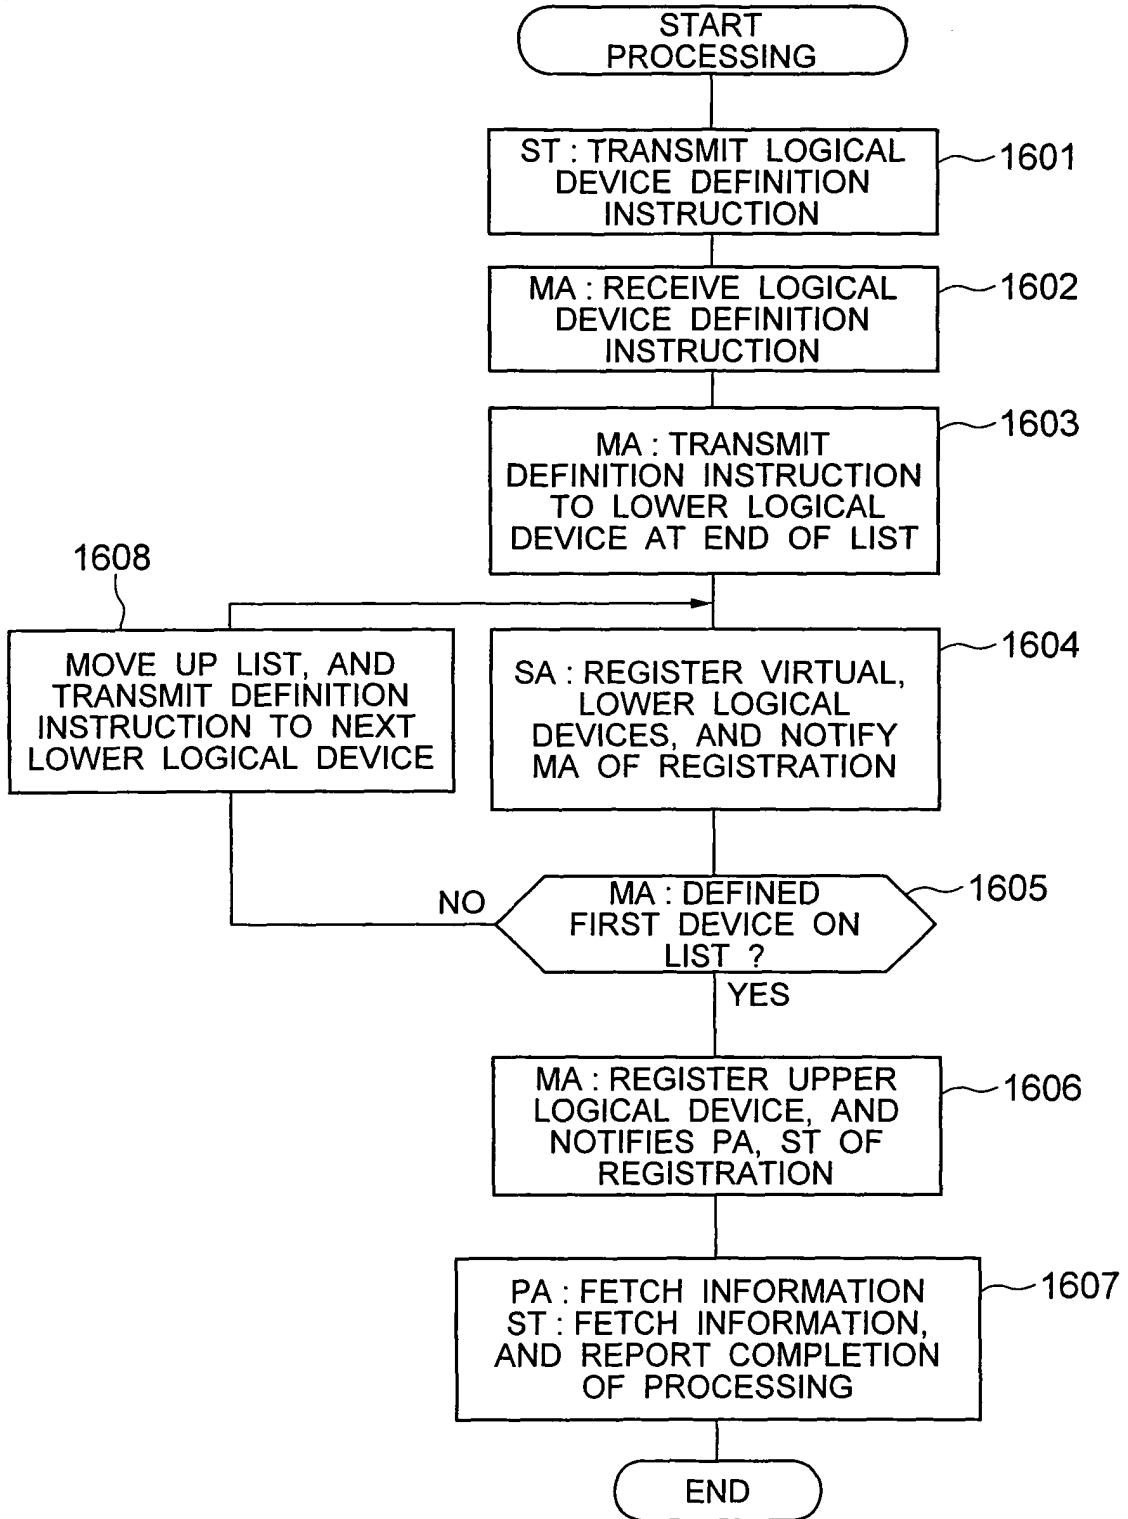 START
PROCESSING
ST : TRANSMIT LOGICAL
DEVICE DEFINITION
INSTRUCTION
1601
MA : RECEIVE LOGICAL
DEVICE DEFINITION
INSTRUCTION
1602
MA : TRANSMIT
DEFINITION INSTRUCTION
TO LOWER LOGICAL
DEVICE AT END OF LIST
1603
1608
MOVE UP LIST, AND
TRANSMIT DEFINITION
INSTRUCTION TO NEXT
LOWER LOGICAL DEVICE
SA : REGISTER VIRTUAL,
LOWER LOGICAL
DEVICES, AND NOTIFY
MA OF REGISTRATION
1604
NO
MA : DEFINED
FIRST DEVICE ON
LIST ?
1605
YES
MA : REGISTER UPPER
LOGICAL DEVICE, AND
NOTIFIES PA, ST OF
REGISTRATION
1606
PA : FETCH INFORMATION
ST : FETCH INFORMATION,
AND REPORT COMPLETION
OF PROCESSING
1607
END